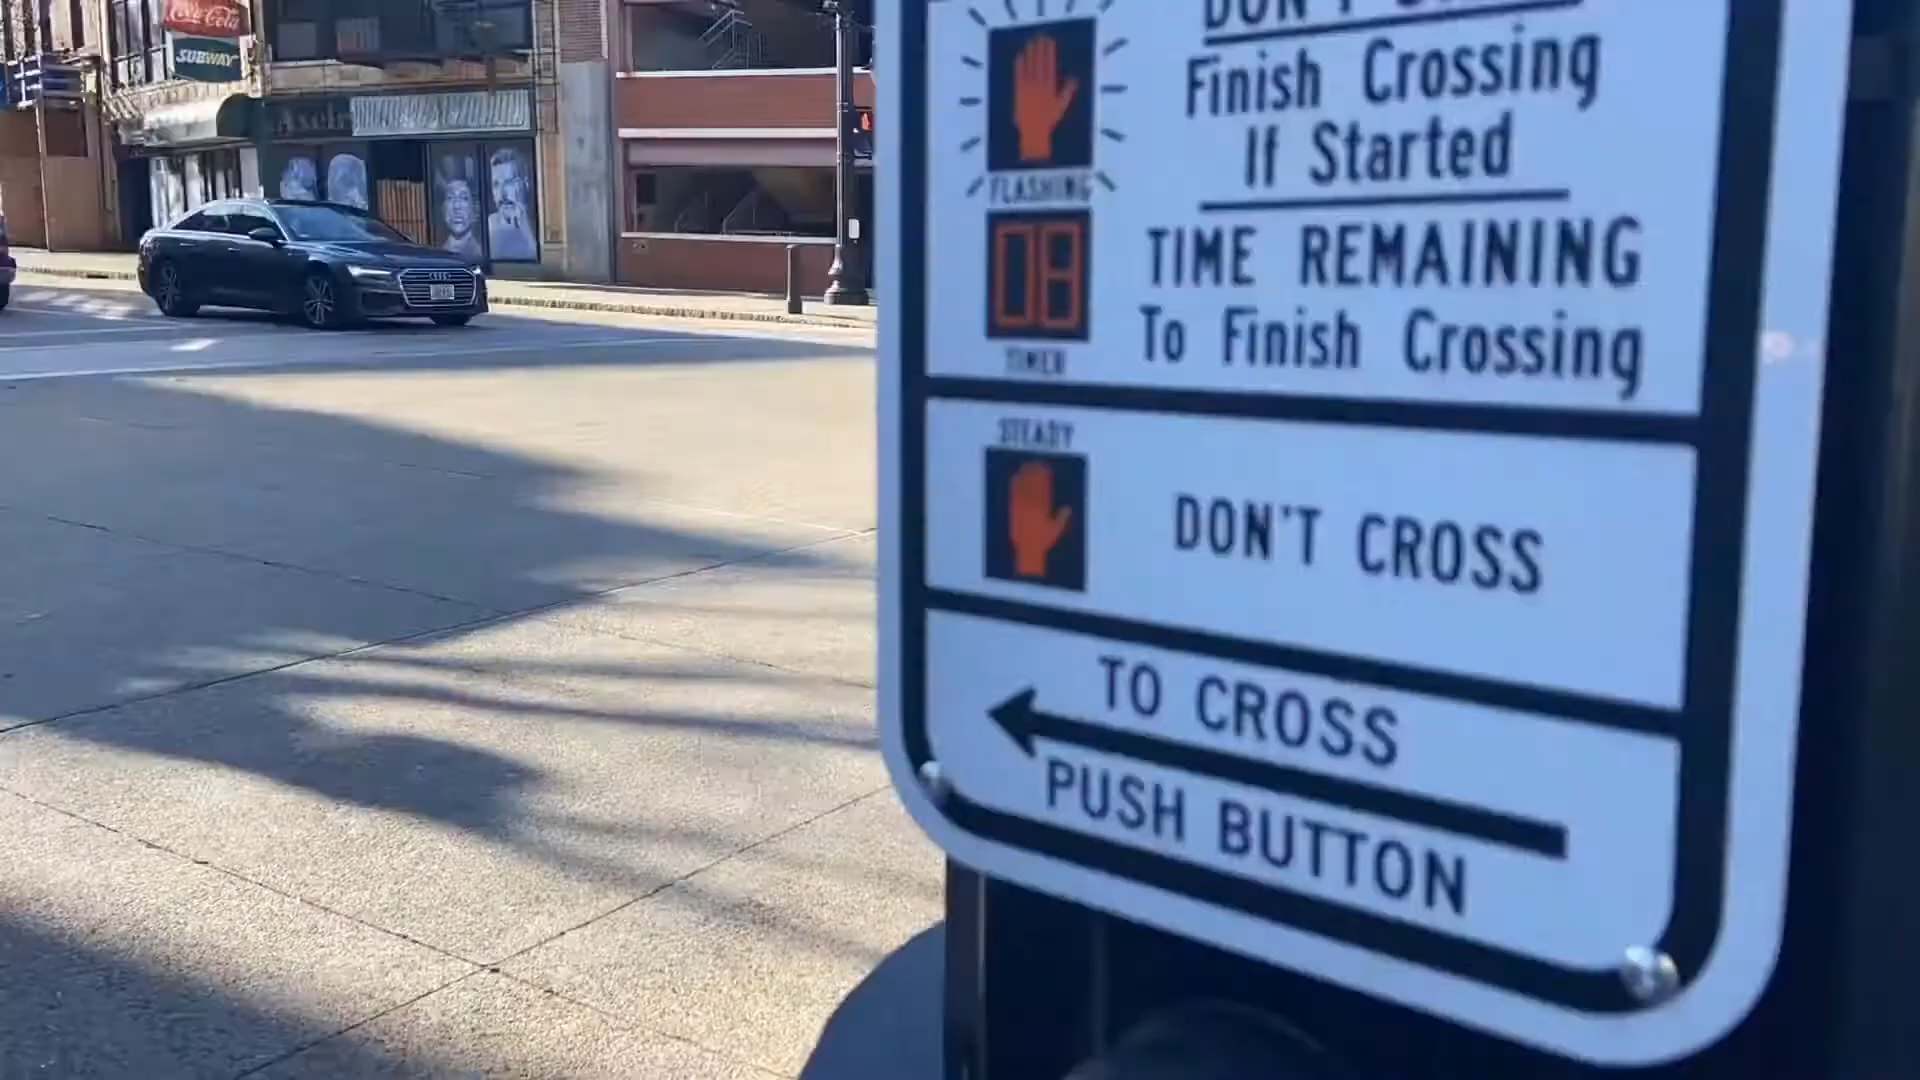 Coca-Cola
SUBWAY
DON'T
Finish Crossing
If Started
FLASHING
08
TIMER
TIME REMAINING
To Finish Crossing
STEADY
DON'T CROSS
TO CROSS
PUSH BUTTON